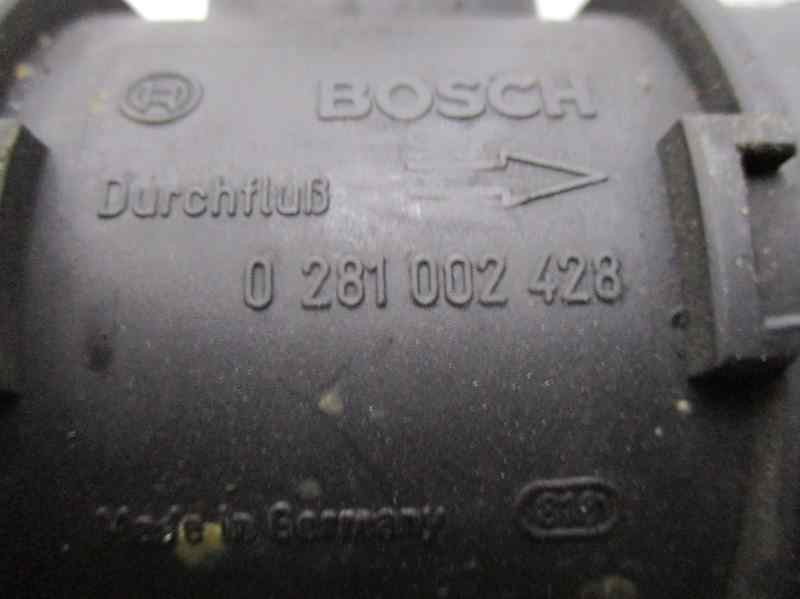 BOSCH
Durchfluß
0 281 002 428
Made in Germany